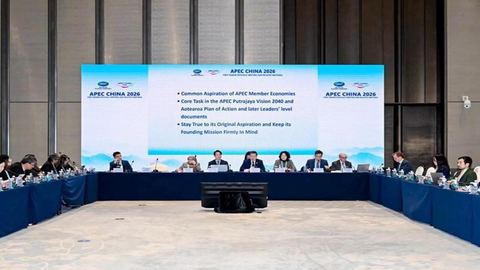 APEC CHINA 2026
• Common Aspiration of APEC Member Economies
• Core Task in the APEC Putrajaya Vision 2040 and
Aotearoa Plan of Action and later Leaders' level
documents
• Stay True to its Original Aspiration and Keep its
Founding Mission Firmly in Mind
APEC CHINA 2026
APEC CHINA 2026